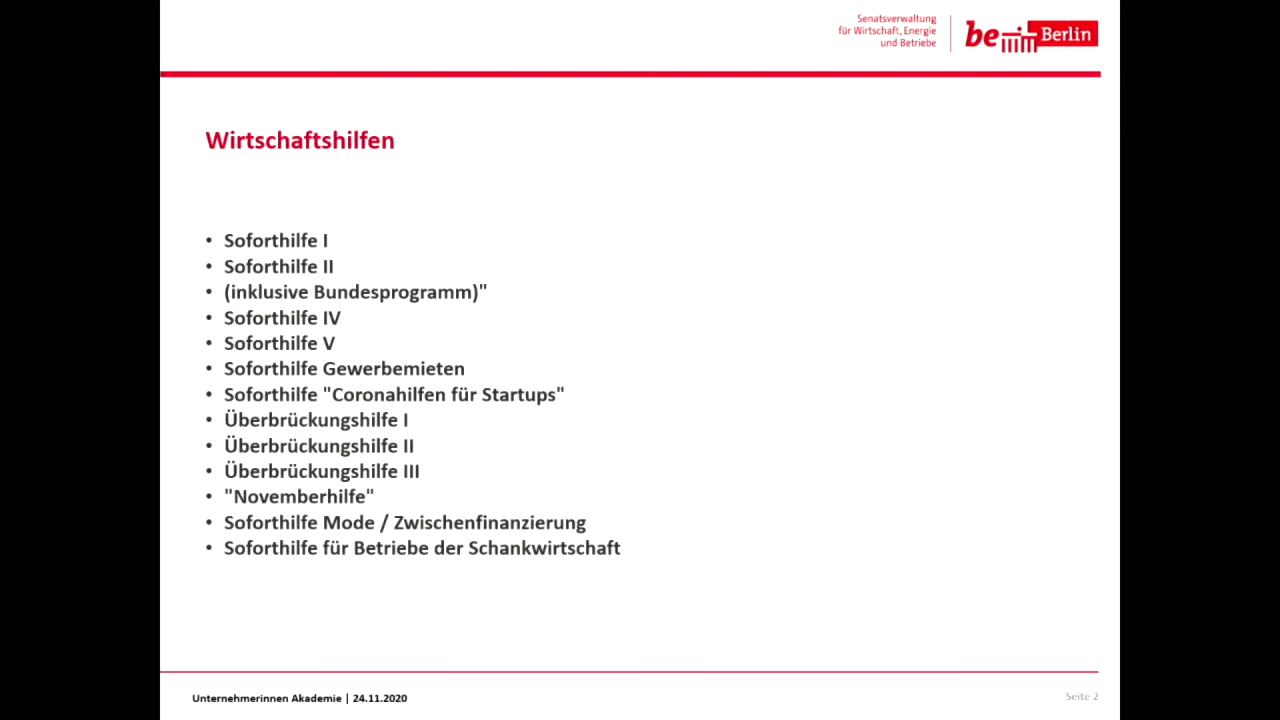 Senatsverwaltung
für Wirtschaft, Energie
und Betriebe
be Berlin
Wirtschaftshilfen
• Soforthilfe I
• Soforthilfe II
• (inklusive Bundesprogramm)"
• Soforthilfe IV
• Soforthilfe V
• Soforthilfe Gewerbemieten
• Soforthilfe "Coronahilfen für Startups"
• Überbrückungshilfe I
• Überbrückungshilfe II
• Überbrückungshilfe III
• "Novemberhilfe"
• Soforthilfe Mode / Zwischenfinanzierung
• Soforthilfe für Betriebe der Schankwirtschaft
Unternehmerinnen Akademie | 24.11.2020
Seite 2